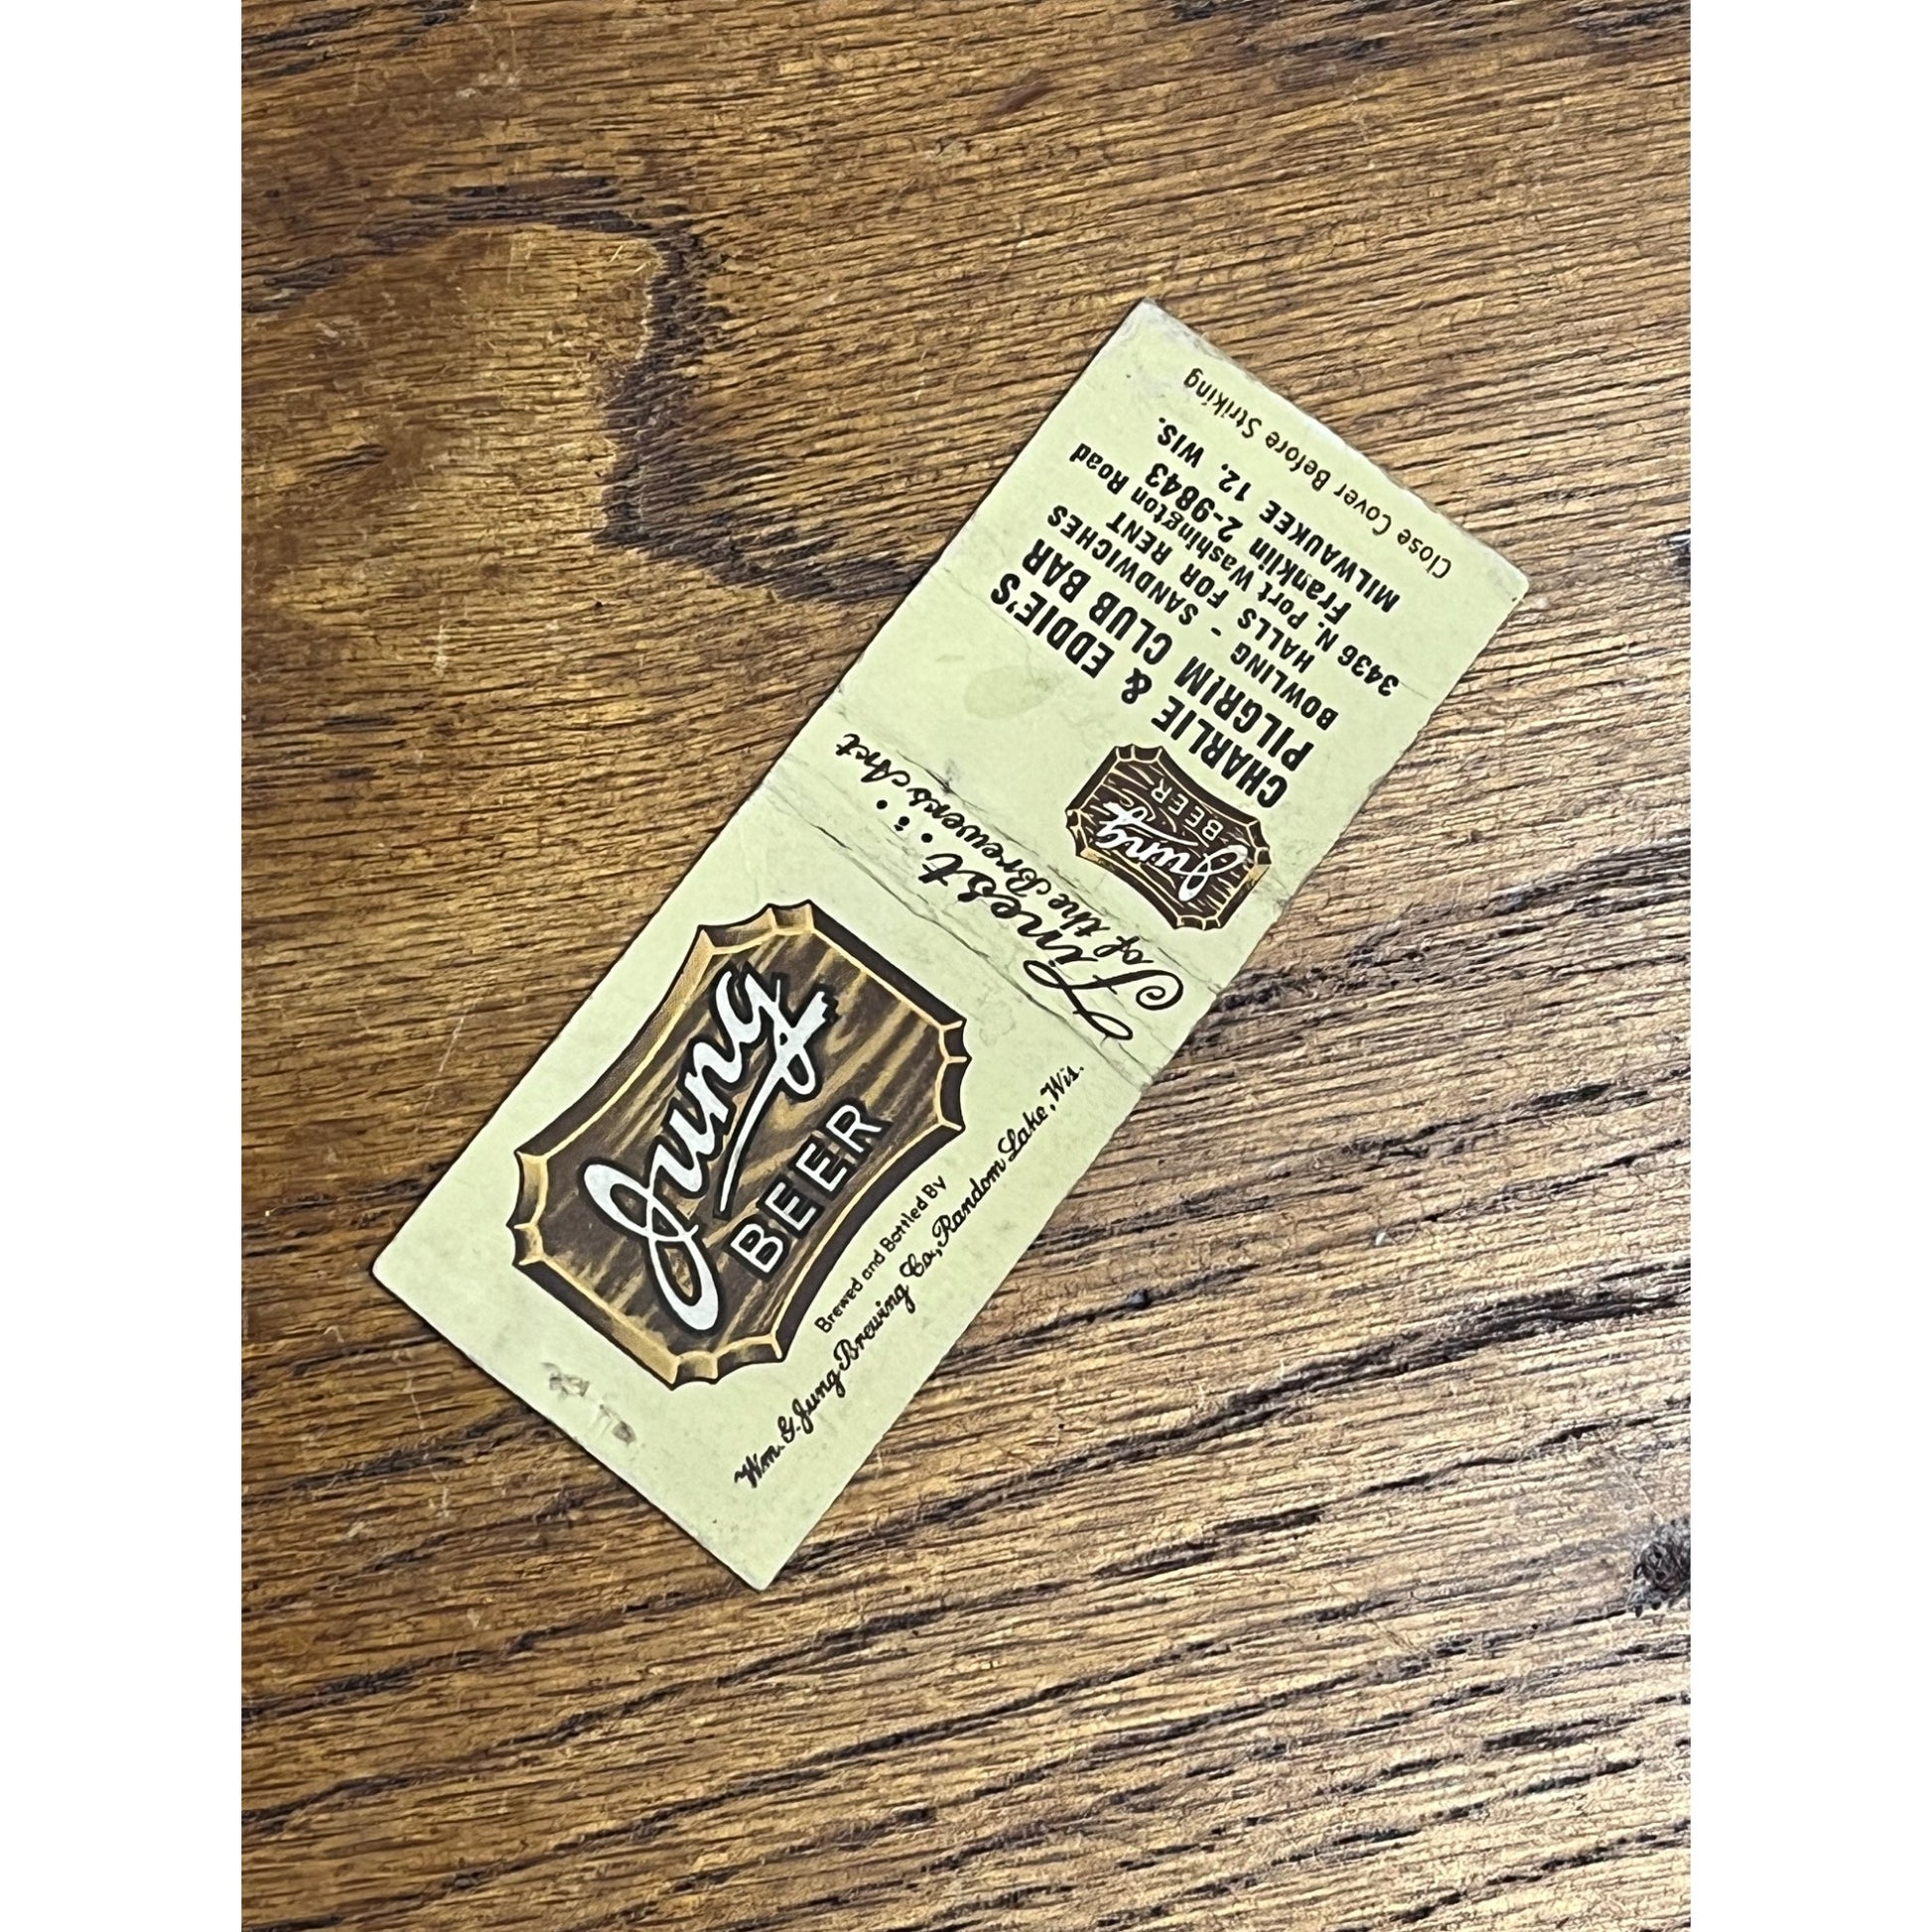 Jung
BEER
Brewed and Bottled By
Wm. G. Jung Brewing Co., Random Lake, Wis.
Finest...
of the Brewers Art
Jung
BEER
CHARLIE & EDDIE'S
PILGRIM CLUB BAR
BOWLING - SANDWICHES
HALLS FOR RENT
3436 N. Port Washington Road
Franklin 2-9843
MILWAUKEE 12, WIS.
Close Cover Before Striking